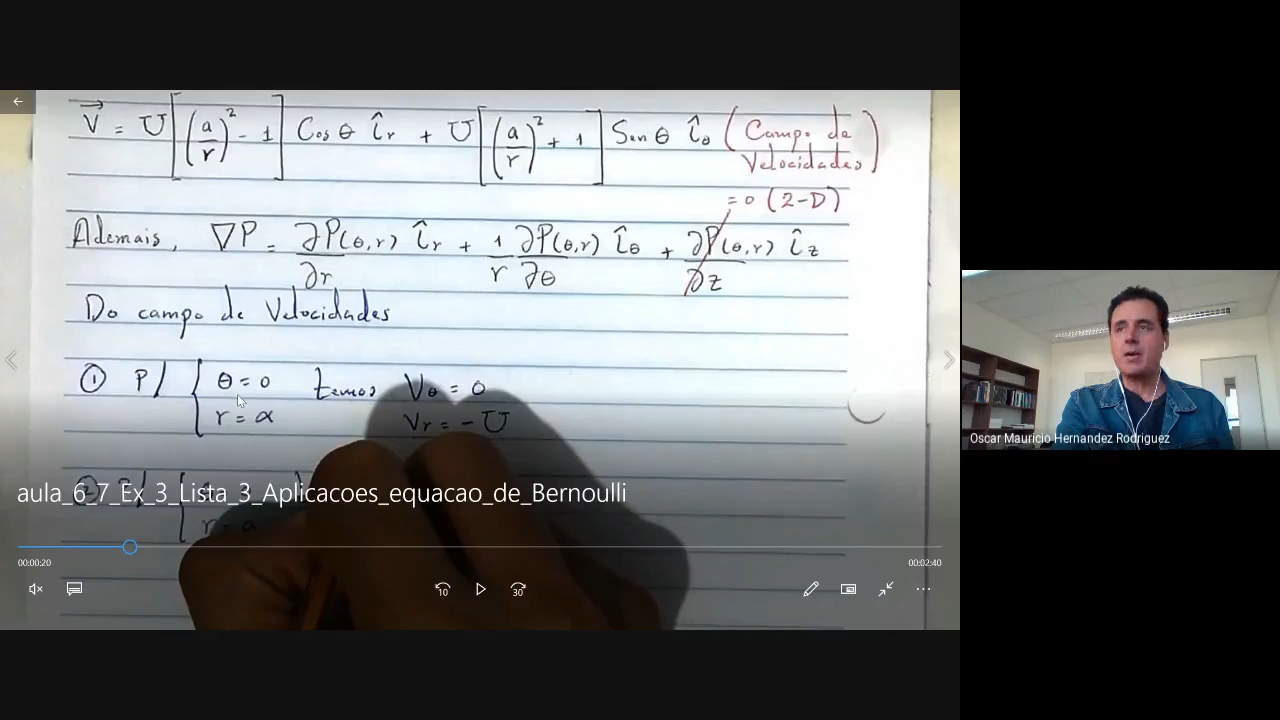 V⃗ = U[(a/r)² - 1] Cos θ î_r + U[(a/r)² + 1] Sen θ î_θ (Campo de Velocidades)
= 0 (2-D)
Ademais, ∇P = ∂P(θ,r)/∂r î_r + 1/r ∂P(θ,r)/∂θ î_θ + ∂P(θ,r)/∂z î_z
Do campo de Velocidades
① P/ { θ = 0 temos V_θ = 0
r = α V_r = - U
aula_6_7_Ex_3_Lista_3_Aplicacoes_equacao_de_Bernoulli
00:00:20
00:02:40
10
30
Oscar Mauricio Hernandez Rodriguez